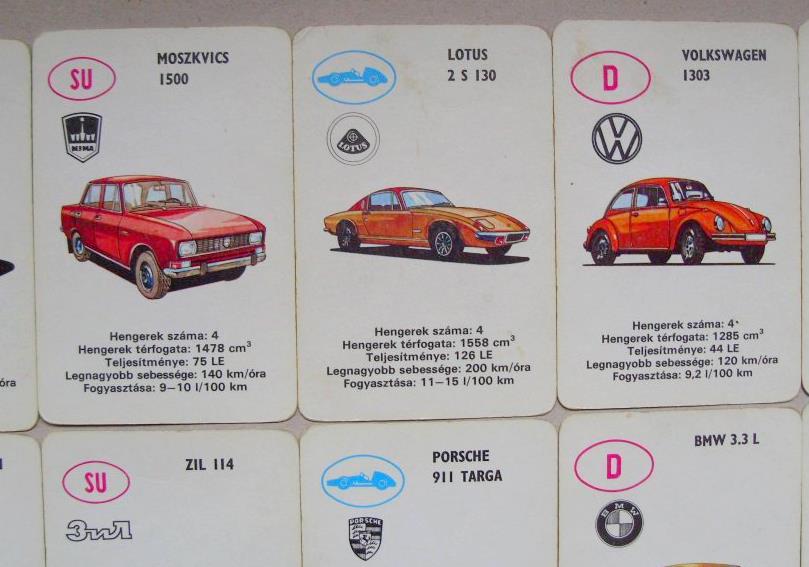 SU
MOSZKVICS
1500
МЗМА
Hengerek száma: 4
Hengerek térfogata: 1478 cm³
Teljesítménye: 75 LE
Legnagyobb sebessége: 140 km/óra
Fogyasztása: 9—10 l/100 km
LOTUS
2 S 130
LOTUS
Hengerek száma: 4
Hengerek térfogata: 1558 cm³
Teljesítménye: 126 LE
Legnagyobb sebessége: 200 km/óra
Fogyasztása: 11—15 l/100 km
D
VOLKSWAGEN
1303
VW
Hengerek száma: 4
Hengerek térfogata: 1285 cm³
Teljesítménye: 44 LE
Legnagyobb sebessége: 120 km/óra
Fogyasztása: 9,2 l/100 km
óra
km
SU
ZIL 114
ЗиЛ
PORSCHE
911 TARGA
PORSCHE
D
BMW 3.3 L
BMW